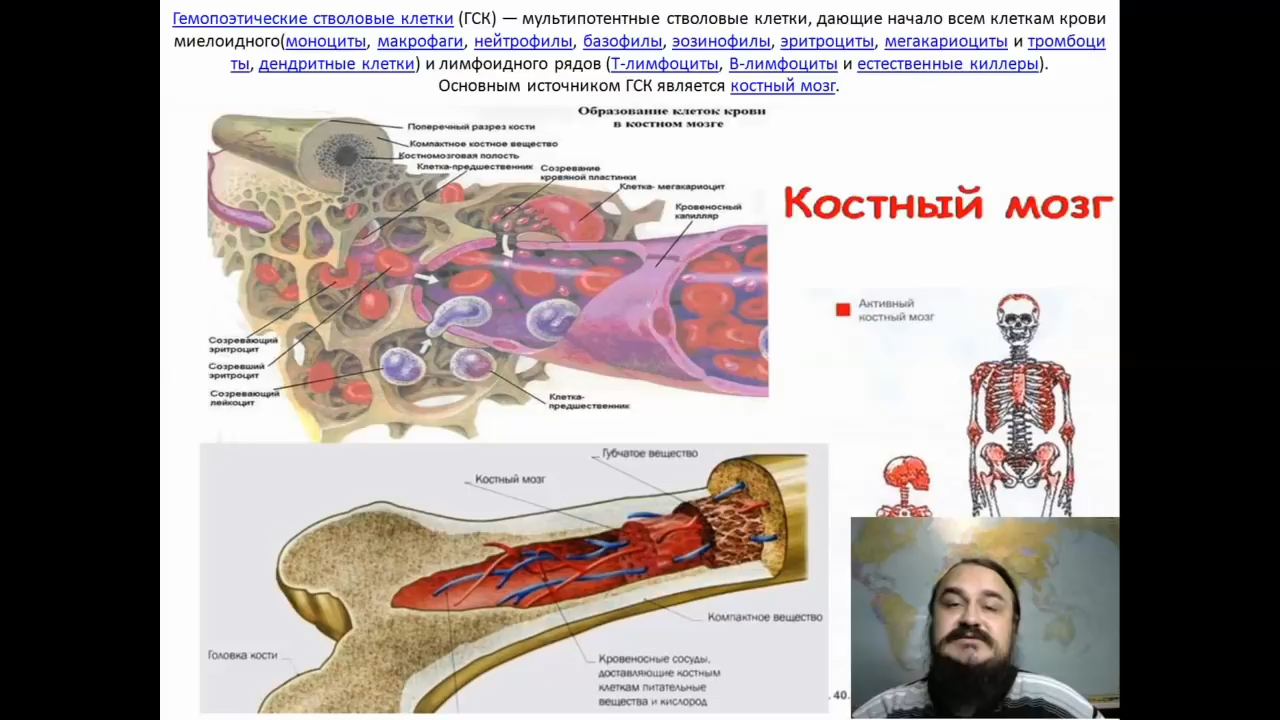 Гемопоэтические стволовые клетки (ГСК) — мультипотентные стволовые клетки, дающие начало всем клеткам крови
миелоидного(моноциты, макрофаги, нейтрофилы, базофилы, эозинофилы, эритроциты, мегакариоциты и тромбоци
ты, дендритные клетки) и лимфоидного рядов (Т-лимфоциты, В-лимфоциты и естественные киллеры).
Основным источником ГСК является костный мозг.
Образование клеток крови
в костном мозге
Поперечный разрез кости
Компактное костное вещество
Костномозговая полость
Клетка-предшественник
Созревание
кровяной пластинки
Клетка- мегакариоцит
Кровеносный
капилляр
Костный мозг
Активный
костный мозг
Созревающий
эритроцит
Созревший
эритроцит
Созревающий
лейкоцит
Клетка-
предшественник
Губчатое вещество
Костный мозг
Компактное вещество
Головка кости
Кровеносные сосуды,
доставляющие костным
клеткам питательные
вещества и кислород
. 40.